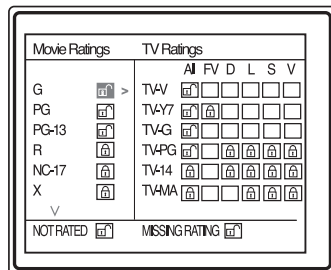 Movie Ratings TV Ratings
All FV D L S V
G > TV-V
PG TV-Y7
PG-13 TV-G
R TV-PG
NC-17 TV-14
X TV-MA
NOT RATED MISSING RATING